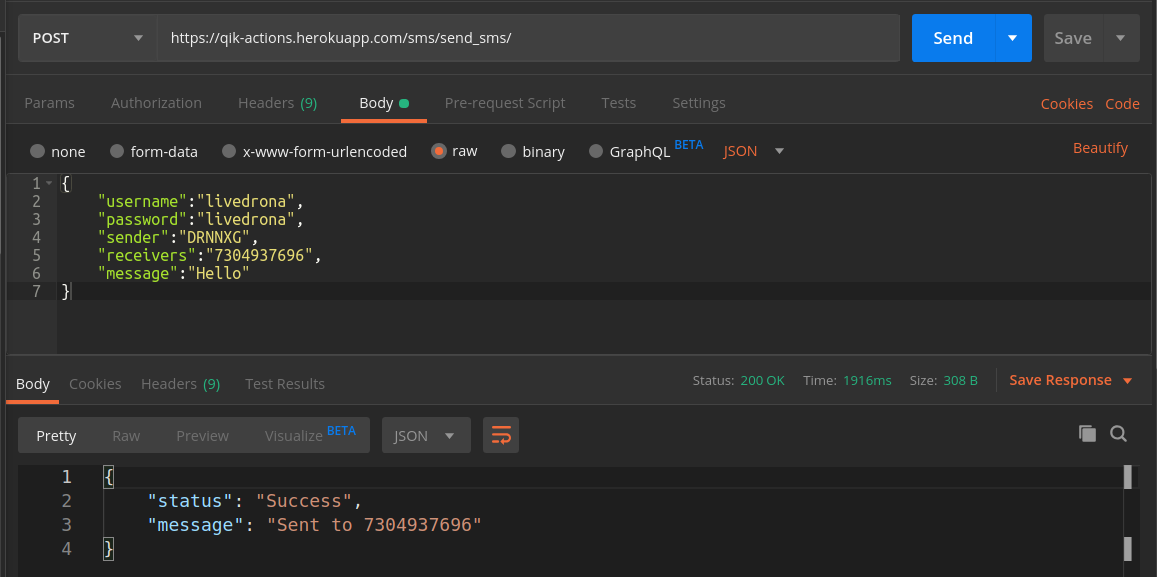 POST https://qik-actions.herokuapp.com/sms/send_sms/ Send Save
Params Authorization Headers (9) Body Pre-request Script Tests Settings Cookies Code
none form-data x-www-form-urlencoded raw binary GraphQL BETA JSON Beautify
1 {
2 "username":"livedrona",
3 "password":"livedrona",
4 "sender":"DRNNXG",
5 "receivers":"7304937696",
6 "message":"Hello"
7 }
Body Cookies Headers (9) Test Results Status: 200 OK Time: 1916ms Size: 308 B Save Response
Pretty Raw Preview Visualize BETA JSON
1 {
2 "status": "Success",
3 "message": "Sent to 7304937696"
4 }